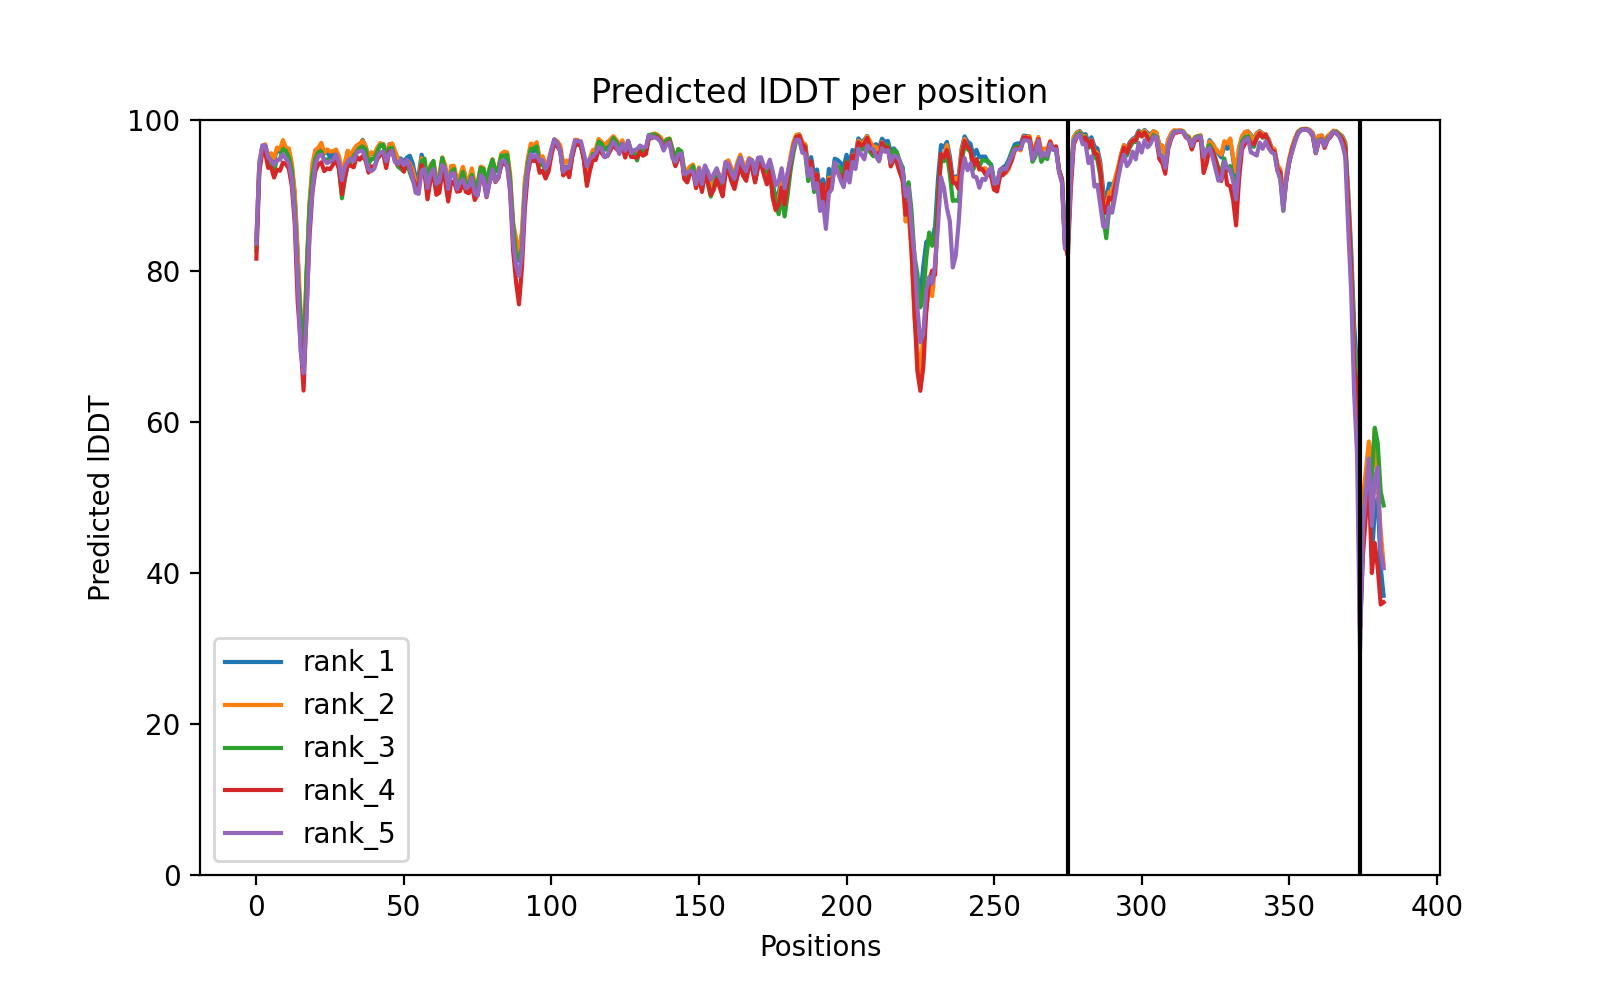 Predicted lDDT per position
100
80
60
40
20
0
Predicted lDDT
rank_1
rank_2
rank_3
rank_4
rank_5
0 50 100 150 200 250 300 350 400
Positions